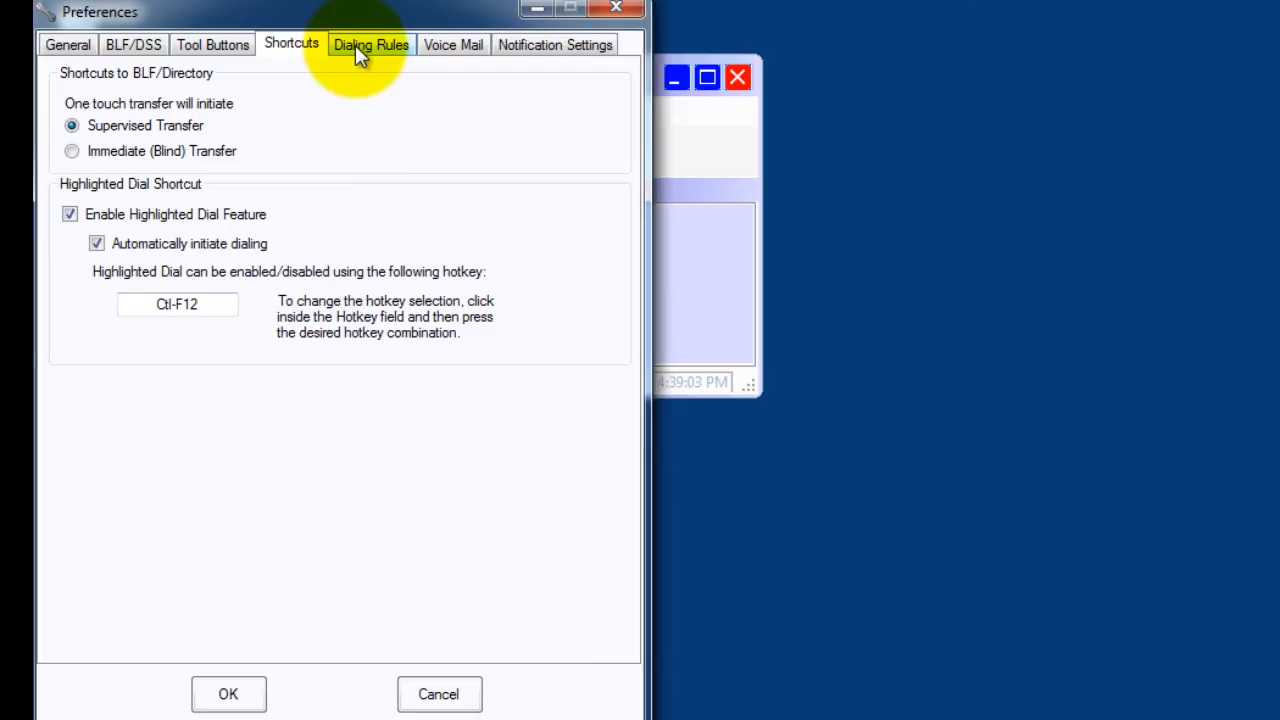 Preferences
General BLF/DSS Tool Buttons Shortcuts Dialing Rules Voice Mail Notification Settings
Shortcuts to BLF/Directory
One touch transfer will initiate
Supervised Transfer
Immediate (Blind) Transfer
Highlighted Dial Shortcut
Enable Highlighted Dial Feature
Automatically initiate dialing
Highlighted Dial can be enabled/disabled using the following hotkey:
Ctl-F12
To change the hotkey selection, click
inside the Hotkey field and then press
the desired hotkey combination.
4:39:03 PM
OK Cancel